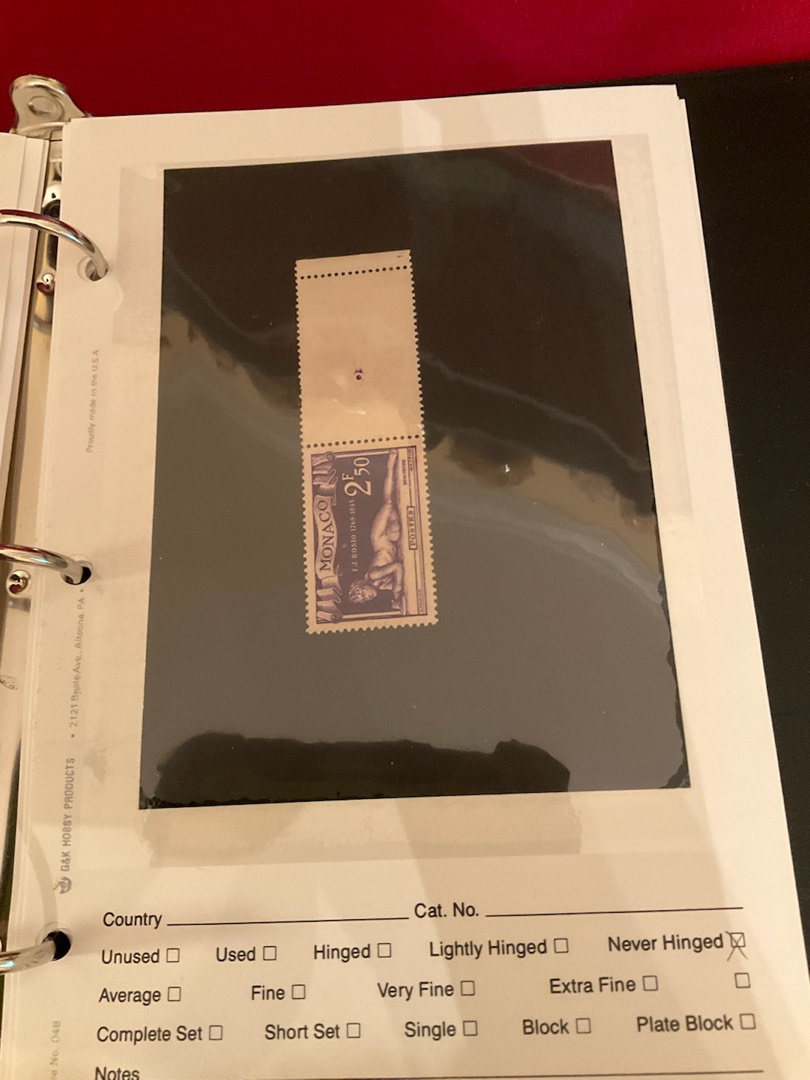 MONACO
F.J. BOSIO 1769-1845
2F50
POSTES
Proudly made in the U.S.A.
G&K HOBBY PRODUCTS • 2121 Beale Ave., Altoona, PA •
Country Cat. No.
Unused ☐ Used ☐ Hinged ☐ Lightly Hinged ☐ Never Hinged ☒
Average ☐ Fine ☐ Very Fine ☐ Extra Fine ☐ ☐
Complete Set ☐ Short Set ☐ Single ☐ Block ☐ Plate Block ☐
Notes